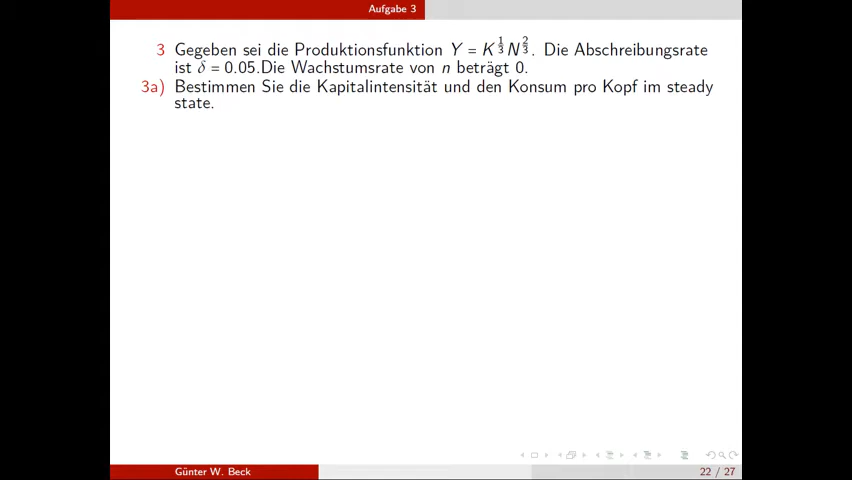 Aufgabe 3
3 Gegeben sei die Produktionsfunktion Y = K^{1/3} N^{2/3}. Die Abschreibungsrate
ist δ = 0.05.Die Wachstumsrate von n beträgt 0.
3a) Bestimmen Sie die Kapitalintensität und den Konsum pro Kopf im steady
state.
Günter W. Beck
22 / 27